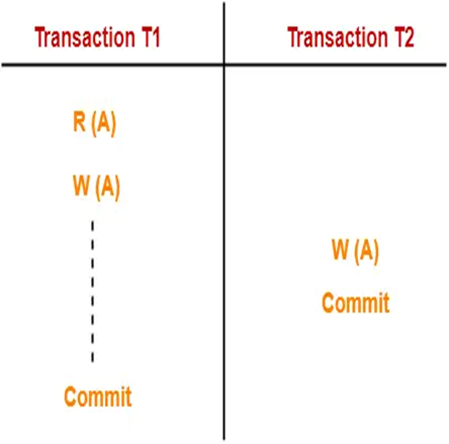 Transaction T1 Transaction T2
R (A)
W (A)
W (A)
Commit
Commit